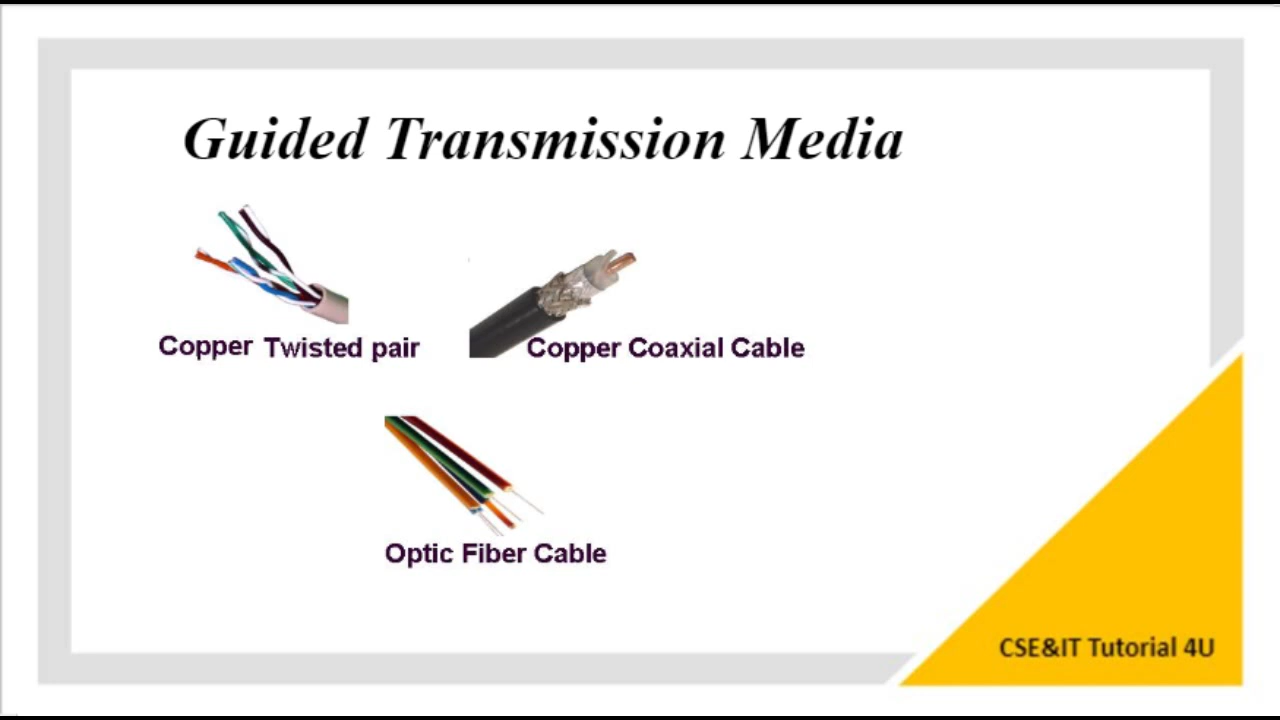 Guided Transmission Media
Copper Twisted pair
Copper Coaxial Cable
Optic Fiber Cable
CSE&IT Tutorial 4U